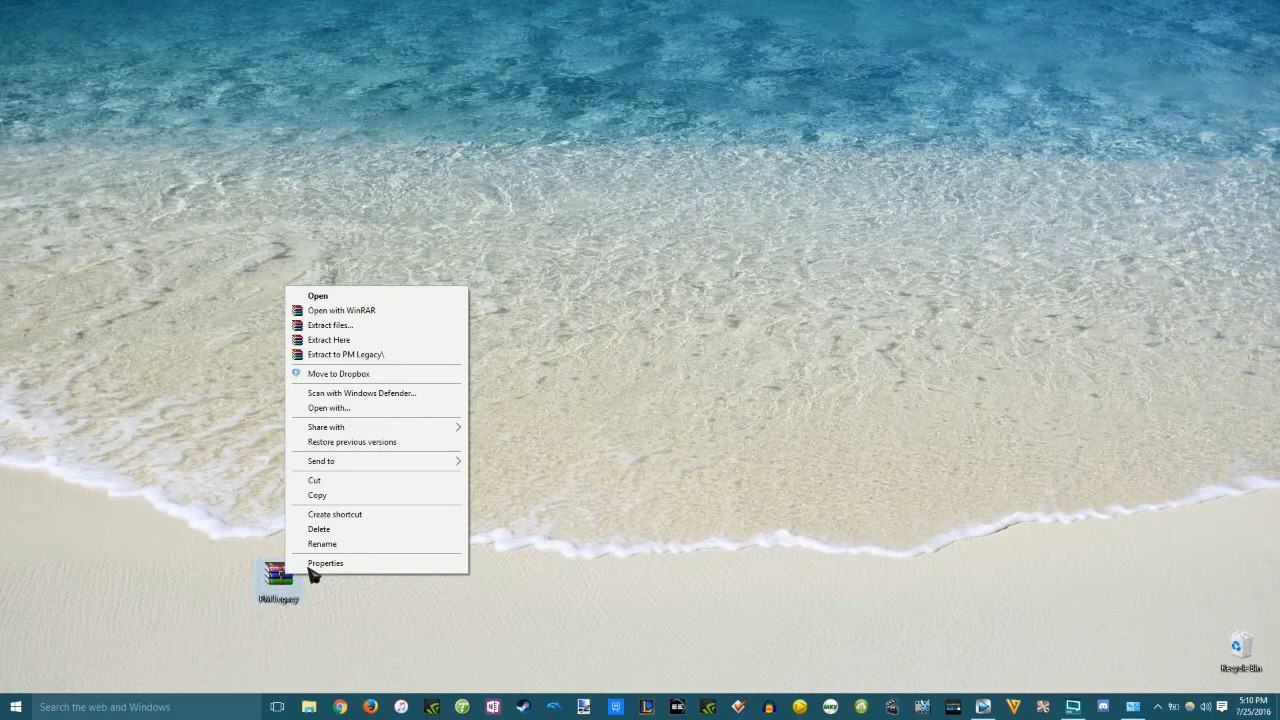 Open
Open with WinRAR
Extract files...
Extract Here
Extract to PM Legacy\
Move to Dropbox
Scan with Windows Defender...
Open with...
Share with
Restore previous versions
Send to
Cut
Copy
Create shortcut
Delete
Rename
Properties
PM Legacy
Recycle Bin
Search the web and Windows
MKV
5:10 PM
7/25/2016